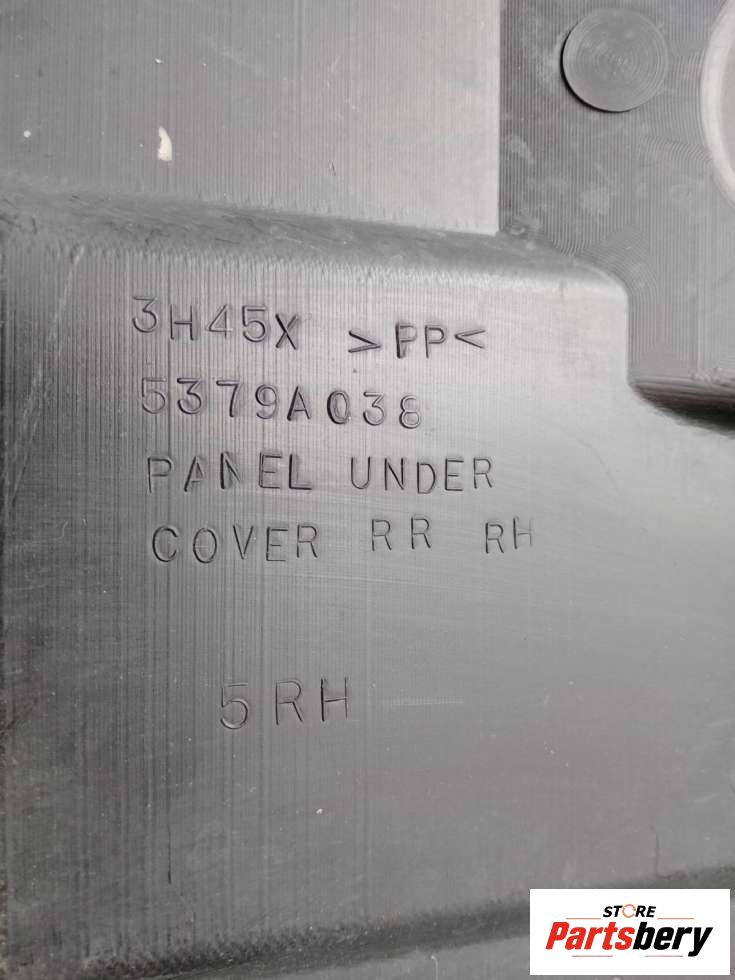 3H45X >PP<
5379A038
PANEL UNDER
COVER RR RH
5RH
STORE
Partsbery